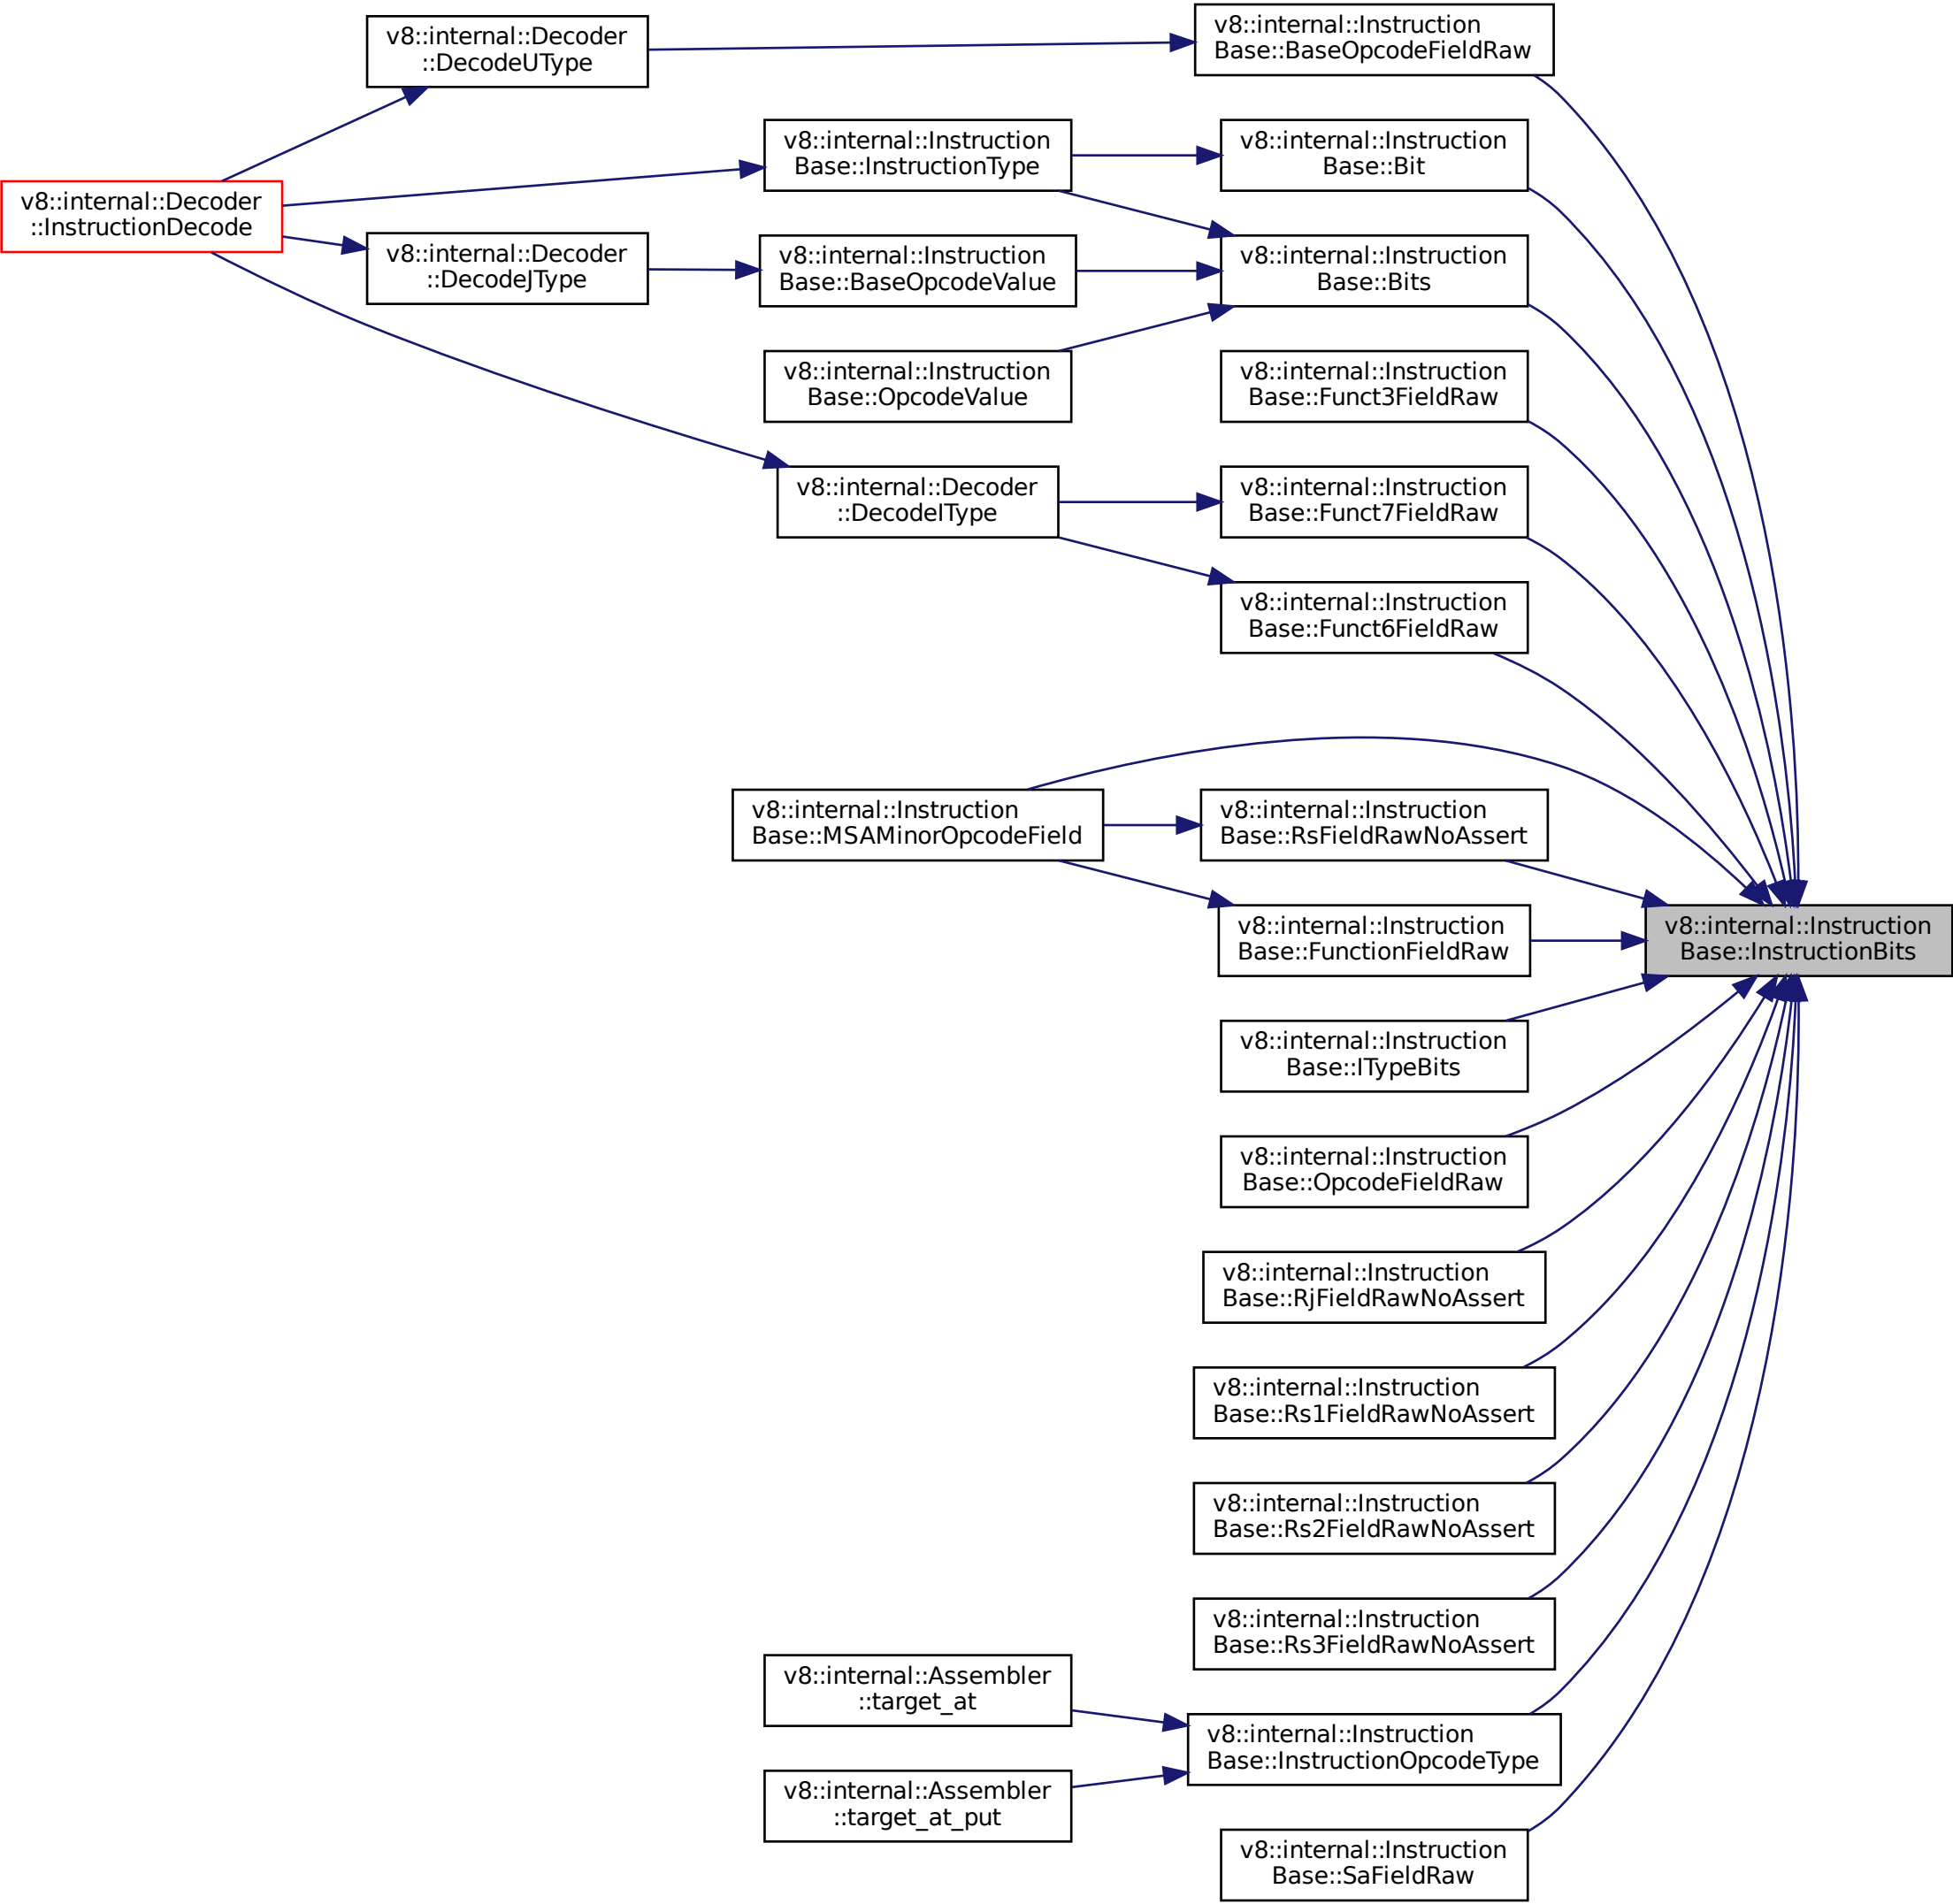 v8::internal::Decoder
::DecodeUType
v8::internal::Instruction
Base::BaseOpcodeFieldRaw
v8::internal::Instruction
Base::InstructionType
v8::internal::Instruction
Base::Bit
v8::internal::Decoder
::InstructionDecode
v8::internal::Decoder
::DecodeJType
v8::internal::Instruction
Base::BaseOpcodeValue
v8::internal::Instruction
Base::Bits
v8::internal::Instruction
Base::OpcodeValue
v8::internal::Instruction
Base::Funct3FieldRaw
v8::internal::Decoder
::DecodeIType
v8::internal::Instruction
Base::Funct7FieldRaw
v8::internal::Instruction
Base::Funct6FieldRaw
v8::internal::Instruction
Base::MSAMinorOpcodeField
v8::internal::Instruction
Base::RsFieldRawNoAssert
v8::internal::Instruction
Base::FunctionFieldRaw
v8::internal::Instruction
Base::InstructionBits
v8::internal::Instruction
Base::ITypeBits
v8::internal::Instruction
Base::OpcodeFieldRaw
v8::internal::Instruction
Base::RjFieldRawNoAssert
v8::internal::Instruction
Base::Rs1FieldRawNoAssert
v8::internal::Instruction
Base::Rs2FieldRawNoAssert
v8::internal::Instruction
Base::Rs3FieldRawNoAssert
v8::internal::Assembler
::target_at
v8::internal::Instruction
Base::InstructionOpcodeType
v8::internal::Assembler
::target_at_put
v8::internal::Instruction
Base::SaFieldRaw